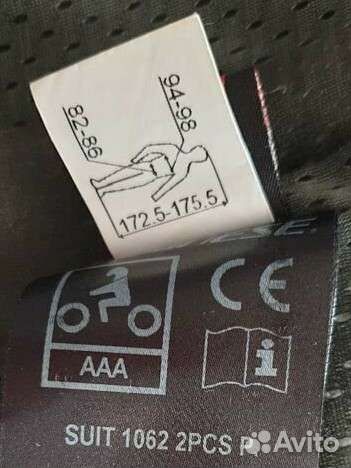 94-98
82-86
172.5-175.5
CE
AAA
SUIT 1062 2PCS P
Avito